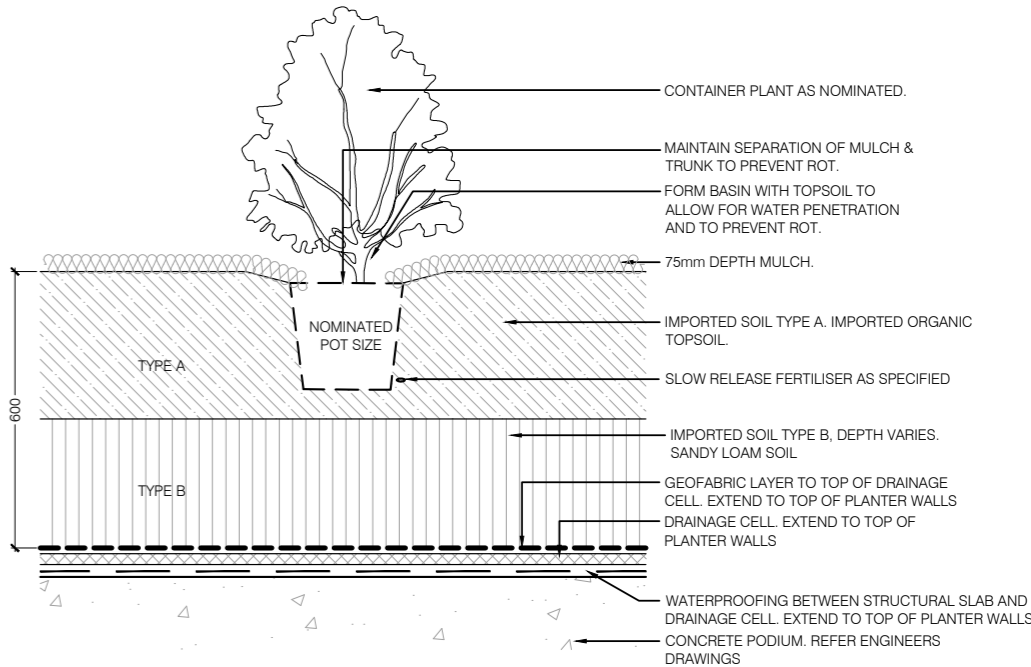 CONTAINER PLANT AS NOMINATED.
MAINTAIN SEPARATION OF MULCH &
TRUNK TO PREVENT ROT.
FORM BASIN WITH TOPSOIL TO
ALLOW FOR WATER PENETRATION
AND TO PREVENT ROT.
75mm DEPTH MULCH.
NOMINATED
POT SIZE
IMPORTED SOIL TYPE A. IMPORTED ORGANIC
TOPSOIL.
TYPE A
SLOW RELEASE FERTILISER AS SPECIFIED
600
IMPORTED SOIL TYPE B, DEPTH VARIES.
SANDY LOAM SOIL
TYPE B
GEOFABRIC LAYER TO TOP OF DRAINAGE
CELL. EXTEND TO TOP OF PLANTER WALLS
DRAINAGE CELL. EXTEND TO TOP OF
PLANTER WALLS
WATERPROOFING BETWEEN STRUCTURAL SLAB AND
DRAINAGE CELL. EXTEND TO TOP OF PLANTER WALLS
CONCRETE PODIUM. REFER ENGINEERS
DRAWINGS